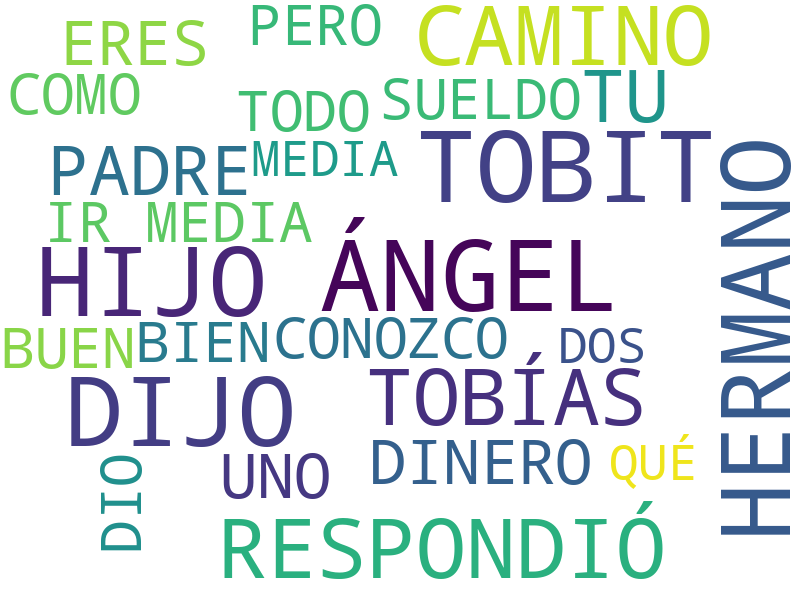 ERES
PERO
CAMINO
COMO
TODO
SUELDO
TU
PADRE
MEDIA
TOBIT
IR MEDIA
HIJO
ÁNGEL
HERMANO
BUEN
BIEN
CONOZCO
DOS
DIJO
TOBÍAS
DIO
UNO
DINERO
QUÉ
RESPONDIÓ